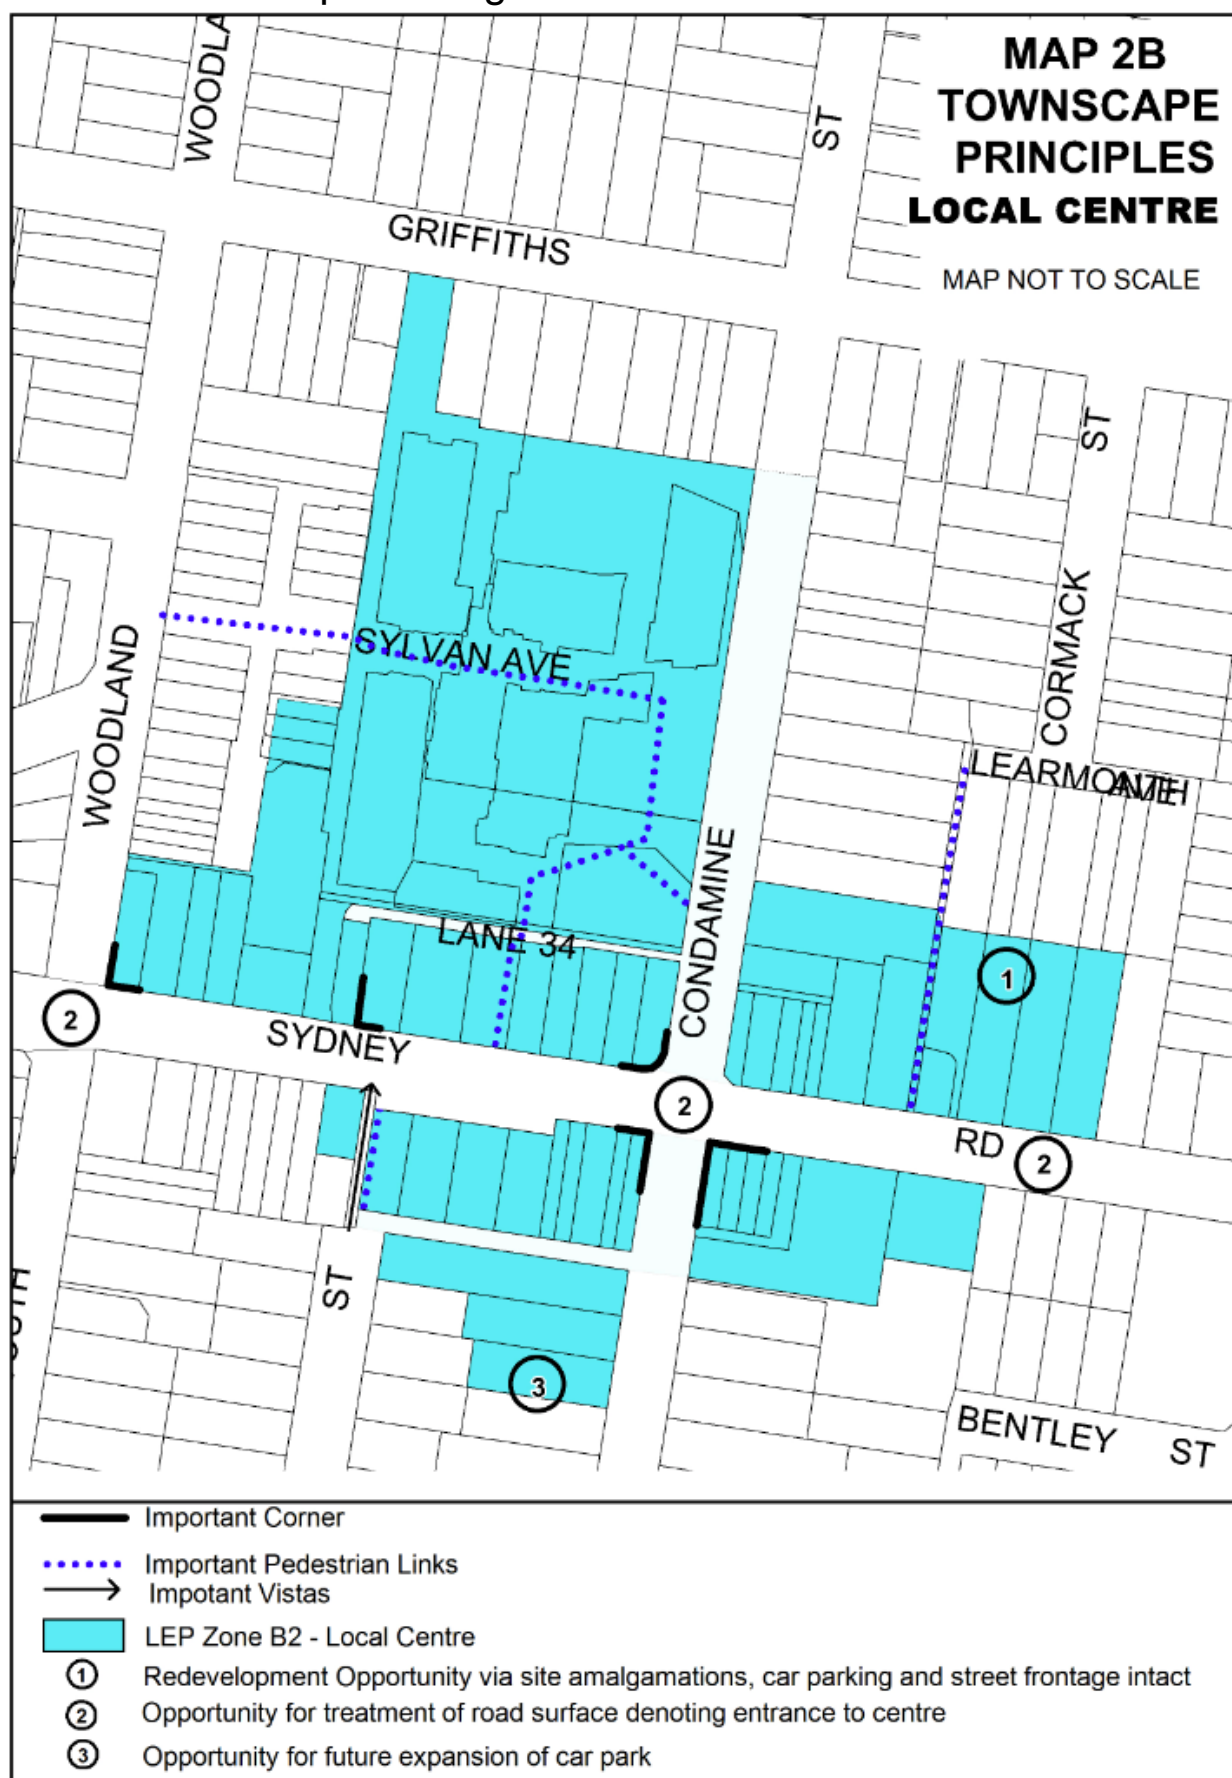 MAP 2B
TOWNSCAPE
PRINCIPLES
LOCAL CENTRE
MAP NOT TO SCALE
WOODLA
ST
GRIFFITHS
ST
CORMACK
SYLVAN AVE
WOODLAND
LEARMONTH
AVE
CONDAMINE
LANE 34
1
2
SYDNEY
2
RD
2
ST
3
BENTLEY ST
Important Corner
Important Pedestrian Links
Impotant Vistas
LEP Zone B2 - Local Centre
1 Redevelopment Opportunity via site amalgamations, car parking and street frontage intact
2 Opportunity for treatment of road surface denoting entrance to centre
3 Opportunity for future expansion of car park